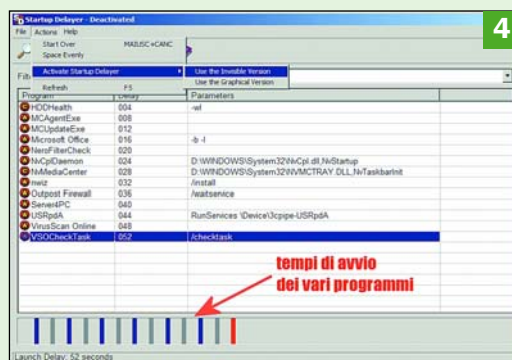 Startup Delayer - Deactivated
4
File Actions Help
Start Over MAIUSC+CANC
Space Evenly
Activate Startup Delayer Use the Invisible Version
Use the Graphical Version
Refresh F5
Program Delay Parameters
HDDHealth 004 -wl
MCAgentExe 008
MCUpdateExe 012
Microsoft Office 016 -b -l
NeroFilterCheck 020
NvCplDaemon 024 D:\WINDOWS\System32\NvCpl.dll,NvStartup
NvMediaCenter 028 D:\WINDOWS\System32\NVMCTRAY.DLL,NvTaskbarInit
nwiz 032 /install
Outpost Firewall 036 /waitservice
Server4PC 040
USRpdA 044 RunServices \Device\3cpipe-USRpdA
VirusScan Online 048
VSOCheckTask 052 /checktask
tempi di avvio
dei vari programmi
Launch Delay: 52 seconds